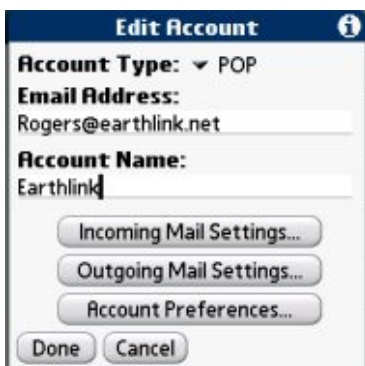 Edit Account
Account Type: POP
Email Address:
Rogers@earthlink.net
Account Name:
Earthlink
Incoming Mail Settings...
Outgoing Mail Settings...
Account Preferences...
Done Cancel